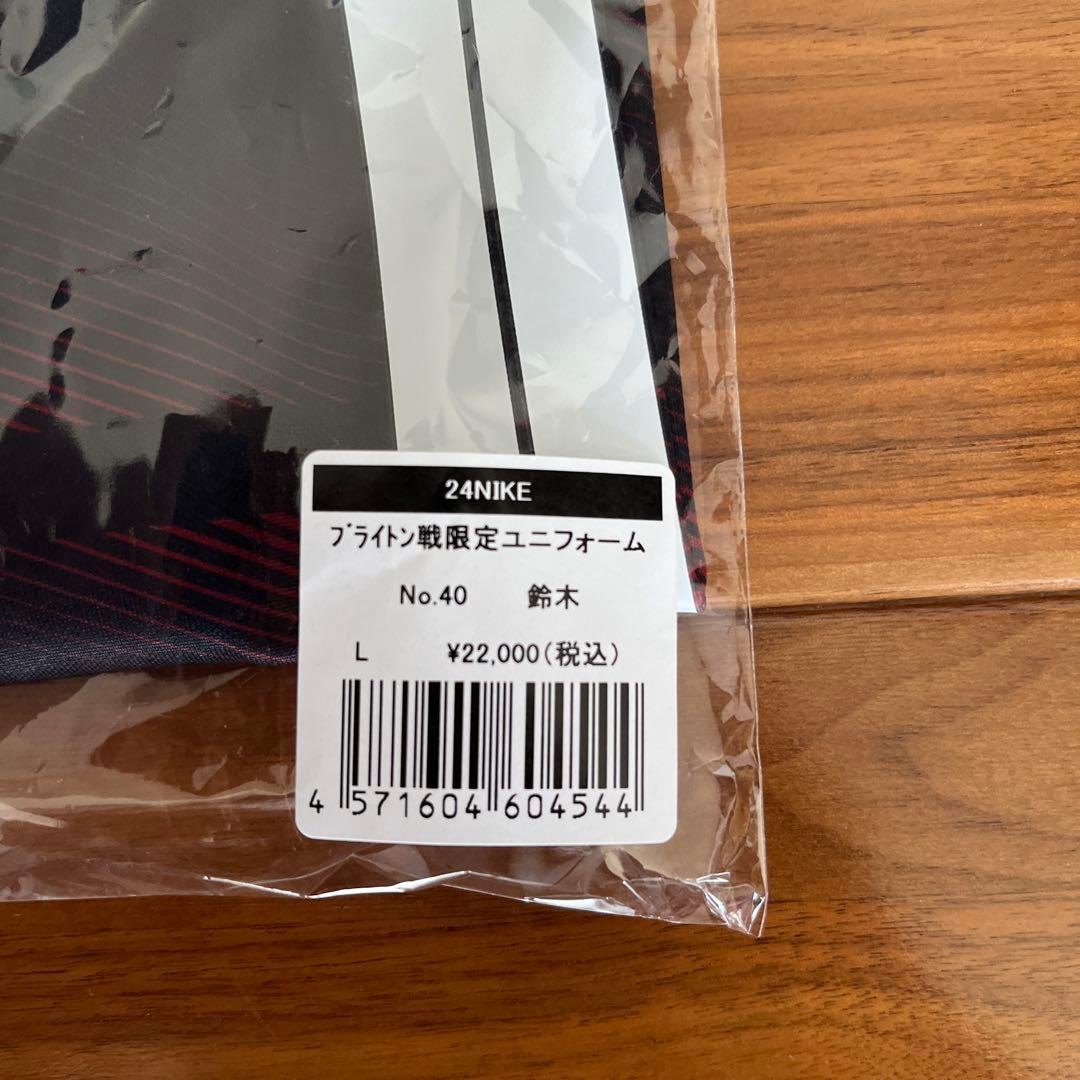 24NIKE
ﾌﾞﾗｲﾄﾝ戦限定ユニフォーム
No.40 鈴木
L ¥22,000(税込)
4 571604 604544